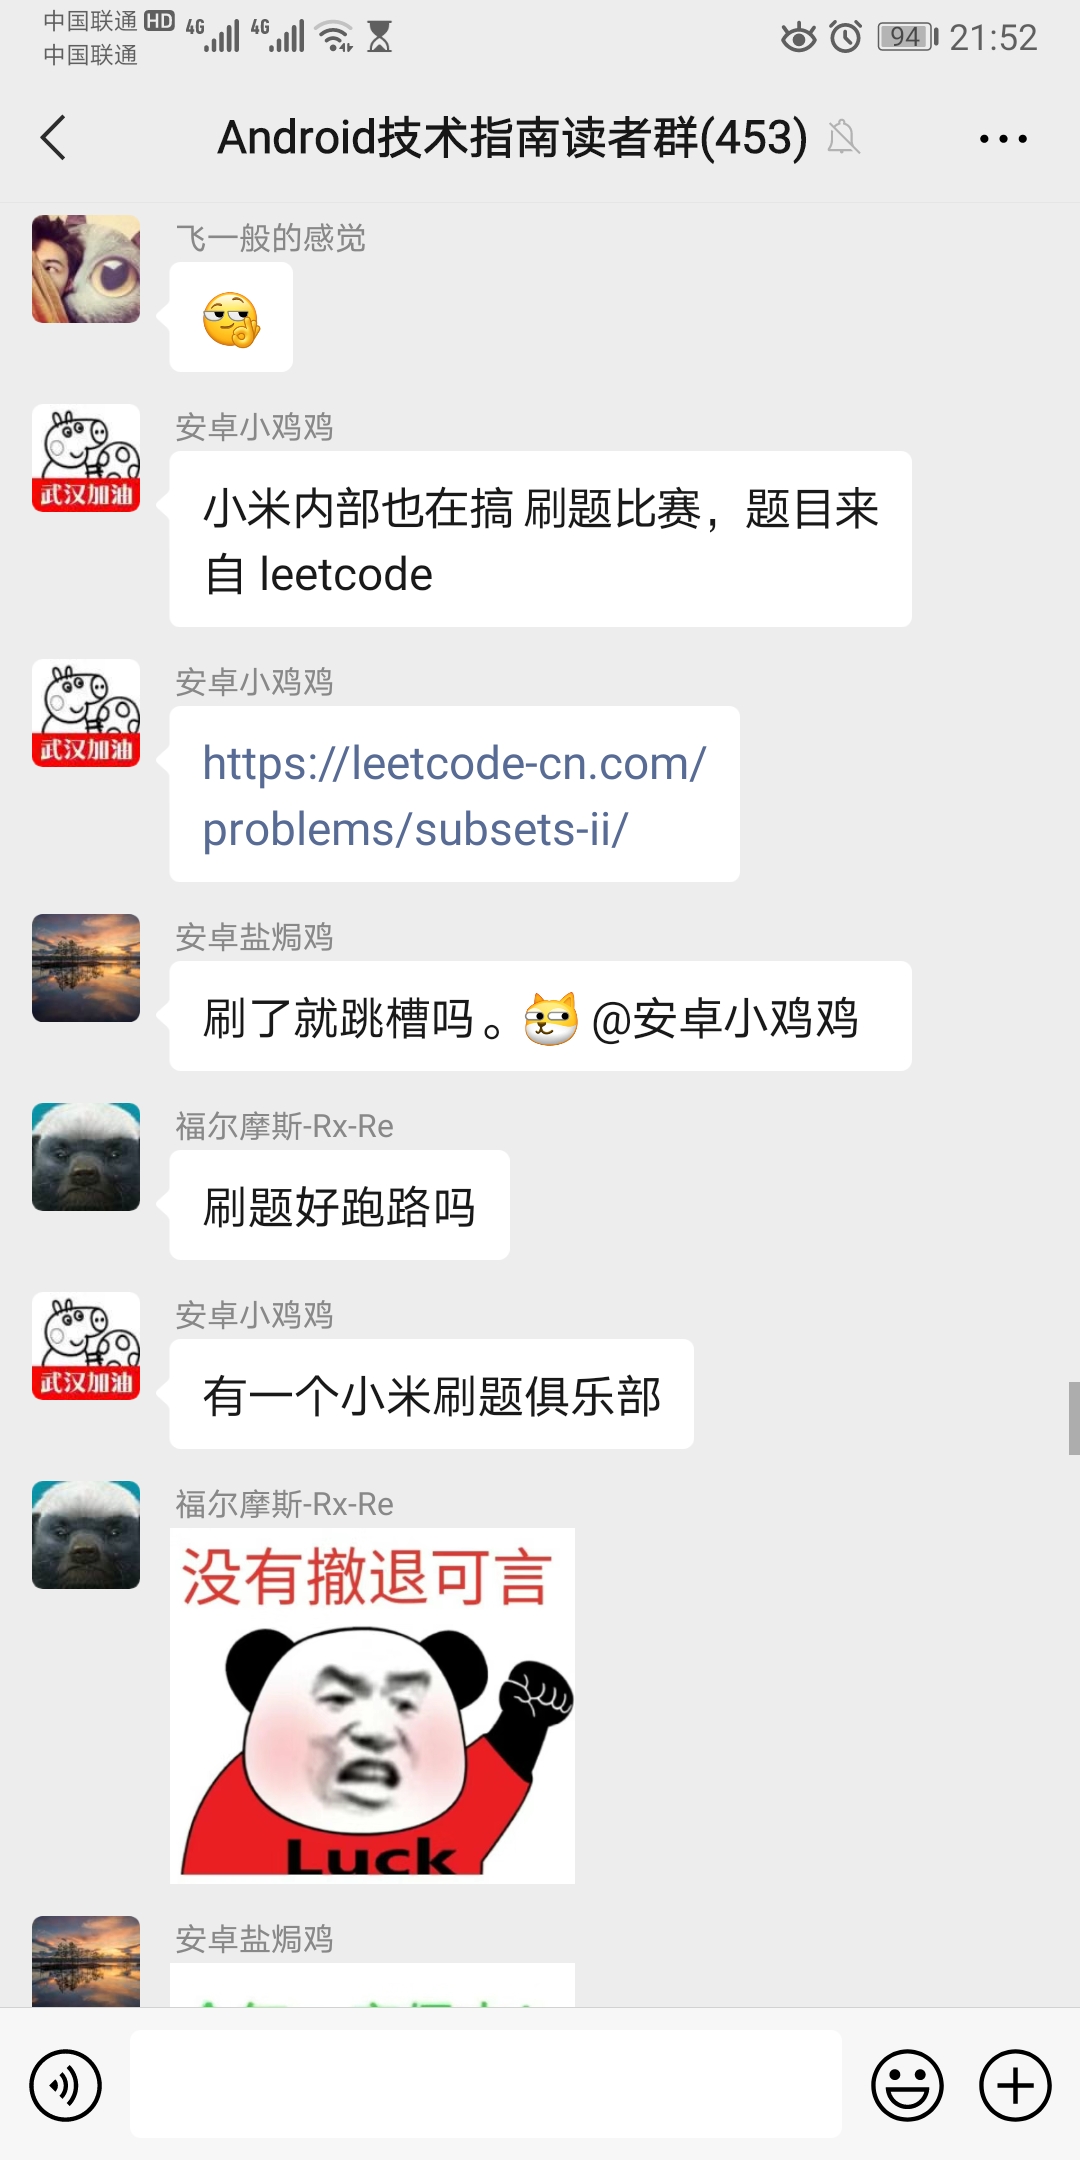 中国联通 HD 4G 4G 94 21:52
中国联通
Android技术指南读者群(453)
飞一般的感觉
安卓小鸡鸡
武汉加油
小米内部也在搞 刷题比赛，题目来
自 leetcode
安卓小鸡鸡
武汉加油
https://leetcode-cn.com/
problems/subsets-ii/
安卓盐焗鸡
刷了就跳槽吗。 @安卓小鸡鸡
福尔摩斯-Rx-Re
刷题好跑路吗
安卓小鸡鸡
武汉加油
有一个小米刷题俱乐部
福尔摩斯-Rx-Re
没有撤退可言
Luck
安卓盐焗鸡